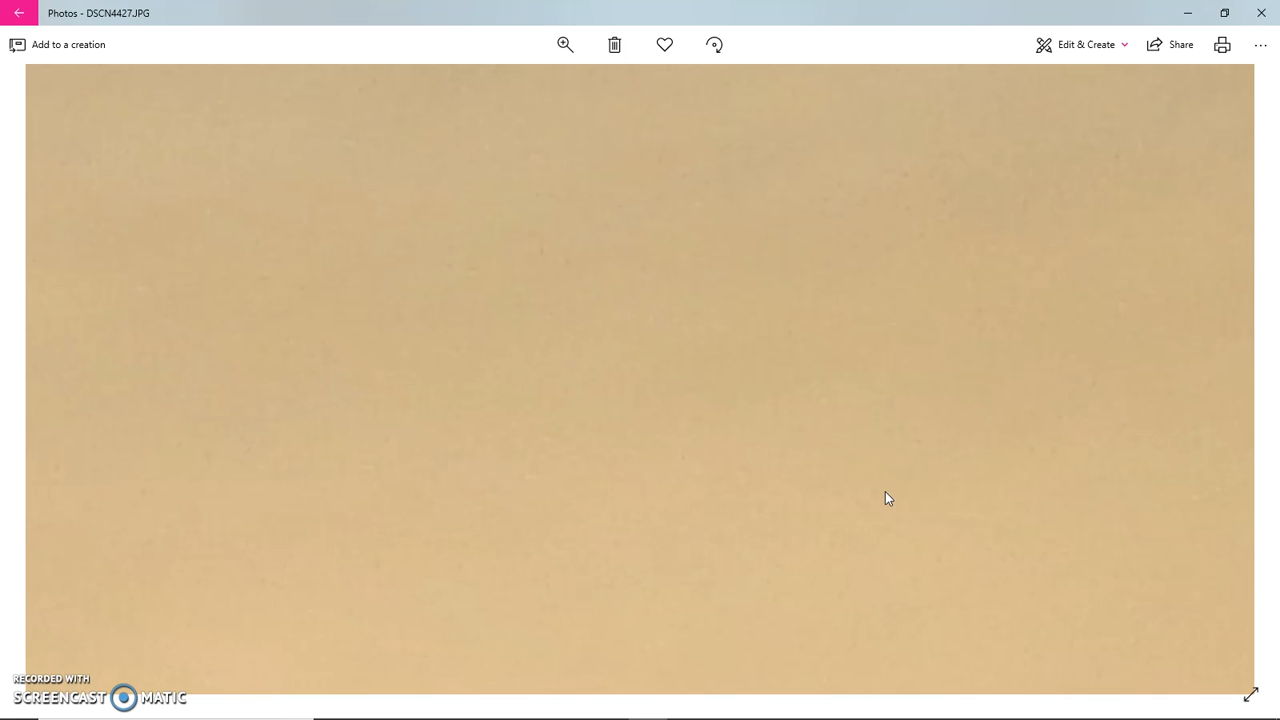 Photos - DSCN4427.JPG
Add to a creation
Edit & Create
Share
RECORDED WITH
SCREENCAST MATIC